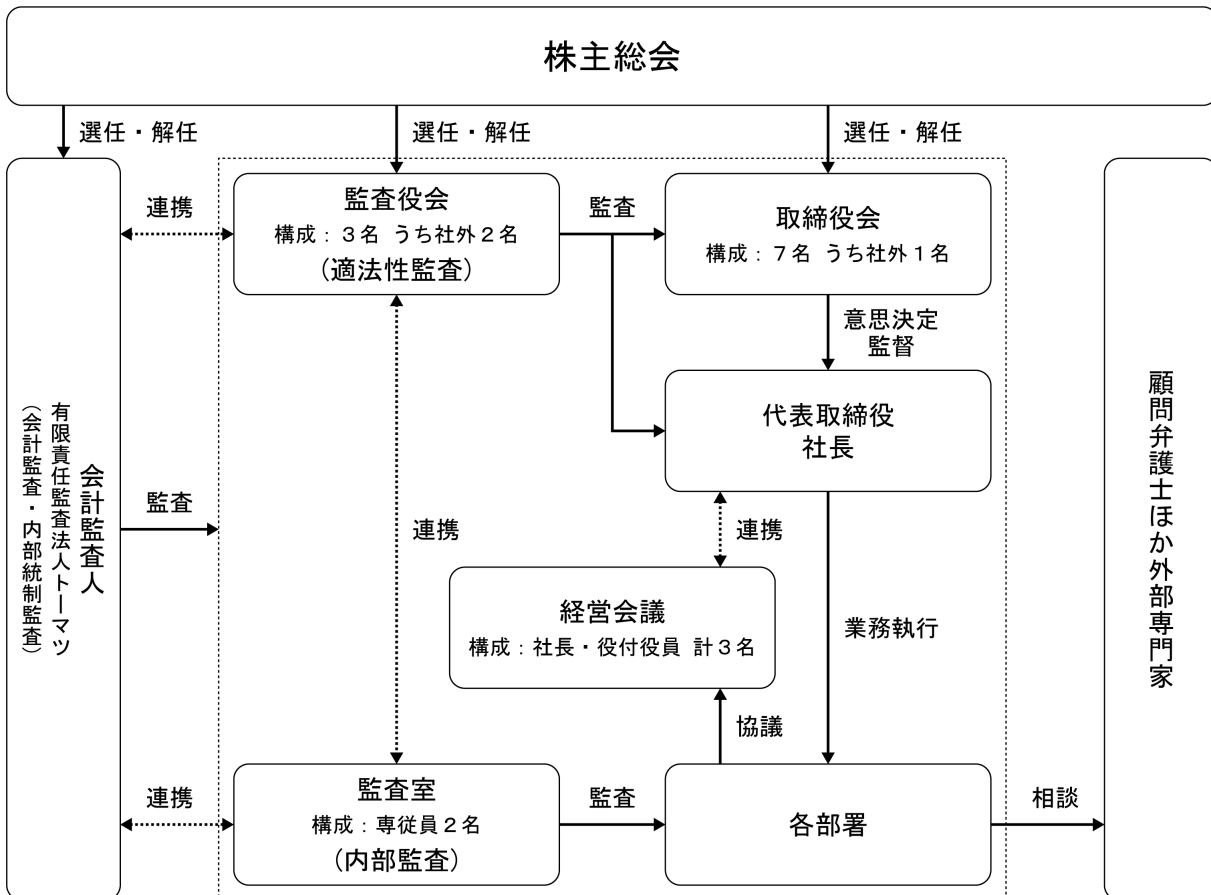 株主総会
選任・解任
選任・解任
選任・解任
連携
監査役会
構成：３名 うち社外２名
（適法性監査）
監査
取締役会
構成：７名 うち社外１名
意思決定
監督
代表取締役
社長
会計監査人
有限責任監査法人トーマツ
（会計監査・内部統制監査）
監査
連携
連携
経営会議
構成：社長・役付役員 計３名
業務執行
協議
連携
監査室
構成：専従員２名
（内部監査）
監査
各部署
相談
顧問弁護士ほか外部専門家